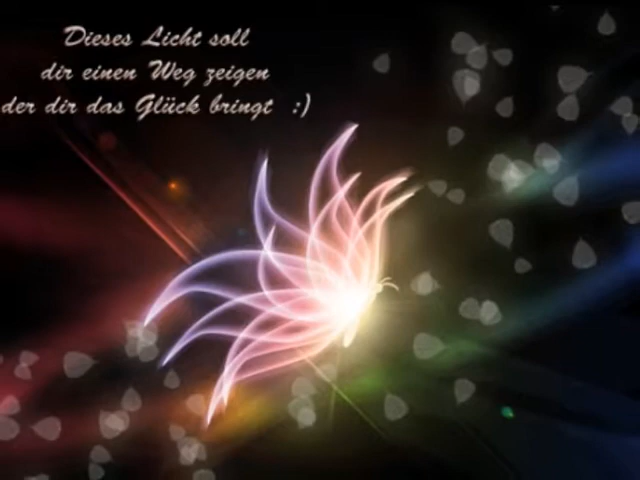 Dieses Licht soll
dir einen Weg zeigen
der dir das Glück bringt :)